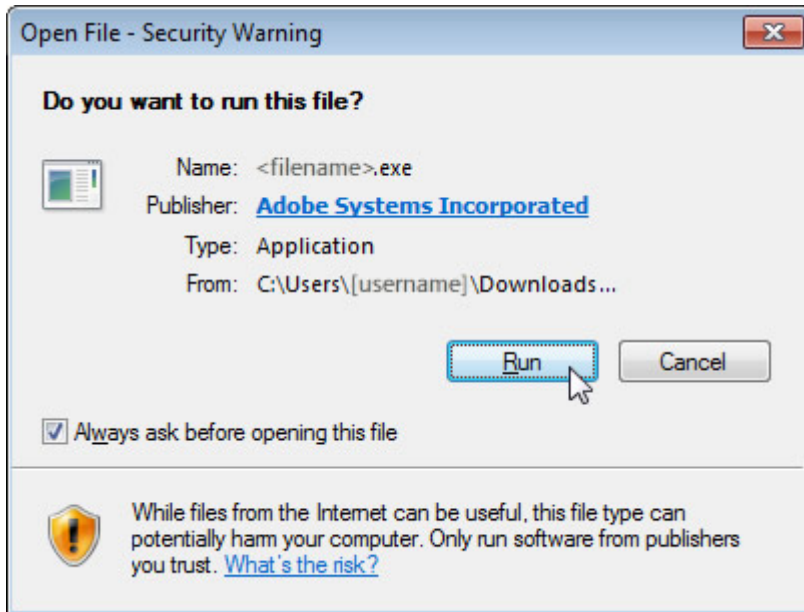 Open File - Security Warning
Do you want to run this file?
Name: <filename>.exe
Publisher: Adobe Systems Incorporated
Type: Application
From: C:\Users\[username]\Downloads...
Run Cancel
Always ask before opening this file
While files from the Internet can be useful, this file type can
potentially harm your computer. Only run software from publishers
you trust. What's the risk?